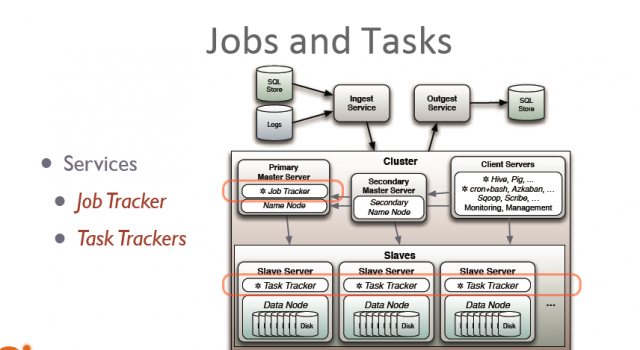 Jobs and Tasks
• Services
• Job Tracker
• Task Trackers
SQL
Store
Logs
Ingest
Service
Outgest
Service
SQL
Store
Cluster
Primary
Master Server
✲ Job Tracker
Name Node
Secondary
Master Server
Secondary
Name Node
Client Servers
✲ Hive, Pig, ...
✲ cron+bash, Azkaban, ...
Sqoop, Scribe, ...
Monitoring, Management
Slaves
Slave Server
✲ Task Tracker
Data Node
Disk
Slave Server
✲ Task Tracker
Data Node
Disk
Slave Server
✲ Task Tracker
Data Node
Disk
...